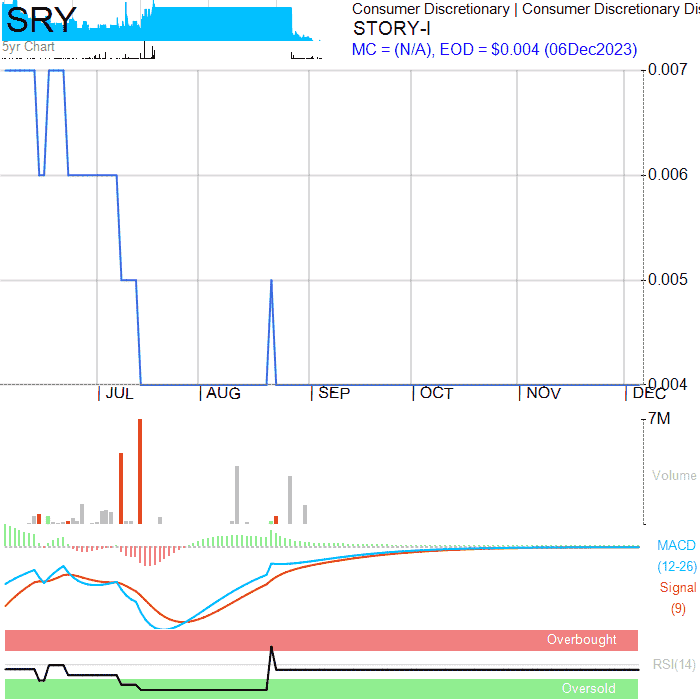 SRY
Consumer Discretionary | Consumer Discretionary Dis
STORY-I
MC = (N/A), EOD = $0.004 (06Dec2023)
5yr Chart
0.007
0.006
0.005
0.004
JUL AUG SEP OCT NOV DEC
7M
Volume
MACD
(12-26)
Signal
(9)
Overbought
RSI(14)
Oversold